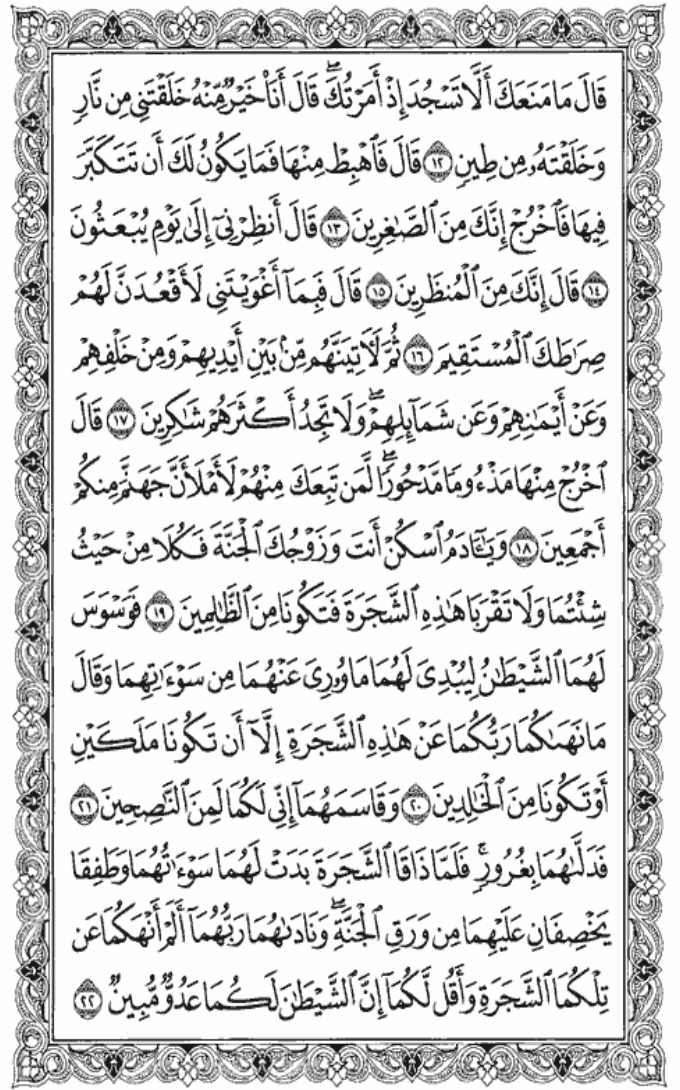 قَالَ مَا مَنَعَكَ أَلَّا تَسْجُدَ إِذْ أَمَرْتُكَ ۖ قَالَ أَنَا۠ خَيْرٌ مِّنْهُ خَلَقْتَنِى مِن نَّارٍ
وَخَلَقْتَهُۥ مِن طِينٍ ١٢ قَالَ فَٱهْبِطْ مِنْهَا فَمَا يَكُونُ لَكَ أَن تَتَكَبَّرَ
فِيهَا فَٱخْرُجْ إِنَّكَ مِنَ ٱلصَّٰغِرِينَ ١٣ قَالَ أَنظِرْنِىٓ إِلَىٰ يَوْمِ يُبْعَثُونَ
١٤ قَالَ إِنَّكَ مِنَ ٱلْمُنظَرِينَ ١٥ قَالَ فَبِمَآ أَغْوَيْتَنِى لَأَقْعُدَنَّ لَهُمْ
صِرَٰطَكَ ٱلْمُسْتَقِيمَ ١٦ ثُمَّ لَـَٔاتِيَنَّهُم مِّنۢ بَيْنِ أَيْدِيهِمْ وَمِنْ خَلْفِهِمْ
وَعَنْ أَيْمَٰنِهِمْ وَعَن شَمَآئِلِهِمْ ۖ وَلَا تَجِدُ أَكْثَرَهُمْ شَٰكِرِينَ ١٧ قَالَ
ٱخْرُجْ مِنْهَا مَذْءُومًا مَّدْحُورًا ۖ لَّمَن تَبِعَكَ مِنْهُمْ لَأَمْلَأَنَّ جَهَنَّمَ مِنكُمْ
أَجْمَعِينَ ١٨ وَيَٰٓـَٔادَمُ ٱسْكُنْ أَنتَ وَزَوْجُكَ ٱلْجَنَّةَ فَكُلَا مِنْ حَيْثُ
شِئْتُمَا وَلَا تَقْرَبَا هَٰذِهِ ٱلشَّجَرَةَ فَتَكُونَا مِنَ ٱلظَّٰلِمِينَ ١٩ فَوَسْوَسَ
لَهُمَا ٱلشَّيْطَٰنُ لِيُبْدِىَ لَهُمَا مَا وُۥرِىَ عَنْهُمَا مِن سَوْءَٰتِهِمَا وَقَالَ
مَا نَهَىٰكُمَا رَبُّكُمَا عَنْ هَٰذِهِ ٱلشَّجَرَةِ إِلَّآ أَن تَكُونَا مَلَكَيْنِ
أَوْ تَكُونَا مِنَ ٱلْخَٰلِدِينَ ٢٠ وَقَاسَمَهُمَآ إِنِّى لَكُمَا لَمِنَ ٱلنَّٰصِحِينَ ٢١
فَدَلَّىٰهُمَا بِغُرُورٍ ۚ فَلَمَّا ذَاقَا ٱلشَّجَرَةَ بَدَتْ لَهُمَا سَوْءَٰتُهُمَا وَطَفِقَا
يَخْصِفَانِ عَلَيْهِمَا مِن وَرَقِ ٱلْجَنَّةِ ۖ وَنَادَىٰهُمَا رَبُّهُمَآ أَلَمْ أَنْهَكُمَا عَن
تِلْكُمَا ٱلشَّجَرَةِ وَأَقُل لَّكُمَآ إِنَّ ٱلشَّيْطَٰنَ لَكُمَا عَدُوٌّ مُّبِينٌ ٢٢